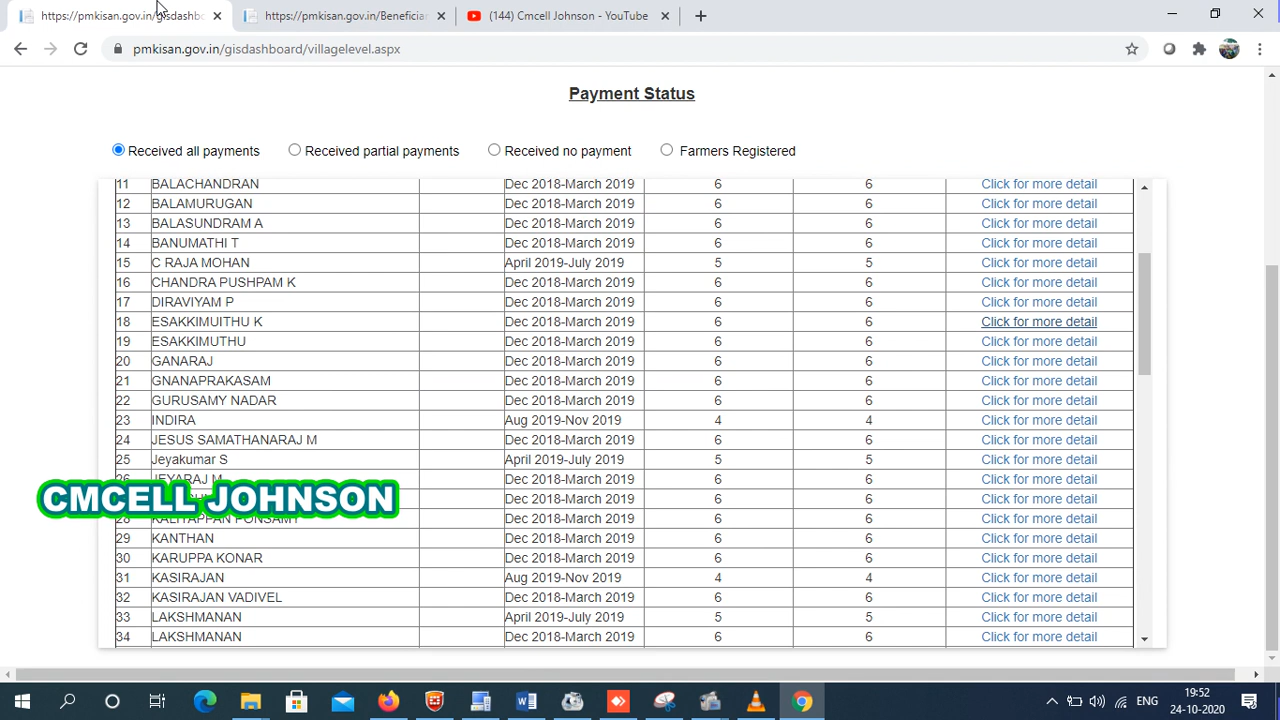 https://pmkisan.gov.in/gisdashbo https://pmkisan.gov.in/Beneficiar (144) Cmcell Johnson - YouTube
pmkisan.gov.in/gisdashboard/villagelevel.aspx
Payment Status
Received all payments Received partial payments Received no payment Farmers Registered
11 BALACHANDRAN Dec 2018-March 2019 6 6 Click for more detail
12 BALAMURUGAN Dec 2018-March 2019 6 6 Click for more detail
13 BALASUNDRAM A Dec 2018-March 2019 6 6 Click for more detail
14 BANUMATHI T Dec 2018-March 2019 6 6 Click for more detail
15 C RAJA MOHAN April 2019-July 2019 5 5 Click for more detail
16 CHANDRA PUSHPAM K Dec 2018-March 2019 6 6 Click for more detail
17 DIRAVIYAM P Dec 2018-March 2019 6 6 Click for more detail
18 ESAKKIMUITHU K Dec 2018-March 2019 6 6 Click for more detail
19 ESAKKIMUTHU Dec 2018-March 2019 6 6 Click for more detail
20 GANARAJ Dec 2018-March 2019 6 6 Click for more detail
21 GNANAPRAKASAM Dec 2018-March 2019 6 6 Click for more detail
22 GURUSAMY NADAR Dec 2018-March 2019 6 6 Click for more detail
23 INDIRA Aug 2019-Nov 2019 4 4 Click for more detail
24 JESUS SAMATHANARAJ M Dec 2018-March 2019 6 6 Click for more detail
25 Jeyakumar S April 2019-July 2019 5 5 Click for more detail
26 JEYARAJ M Dec 2018-March 2019 6 6 Click for more detail
Dec 2018-March 2019 6 6 Click for more detail
CMCELL JOHNSON
28 KALIYAPPAN PONSAMY Dec 2018-March 2019 6 6 Click for more detail
29 KANTHAN Dec 2018-March 2019 6 6 Click for more detail
30 KARUPPA KONAR Dec 2018-March 2019 6 6 Click for more detail
31 KASIRAJAN Aug 2019-Nov 2019 4 4 Click for more detail
32 KASIRAJAN VADIVEL Dec 2018-March 2019 6 6 Click for more detail
33 LAKSHMANAN April 2019-July 2019 5 5 Click for more detail
34 LAKSHMANAN Dec 2018-March 2019 6 6 Click for more detail
ENG 19:52
24-10-2020